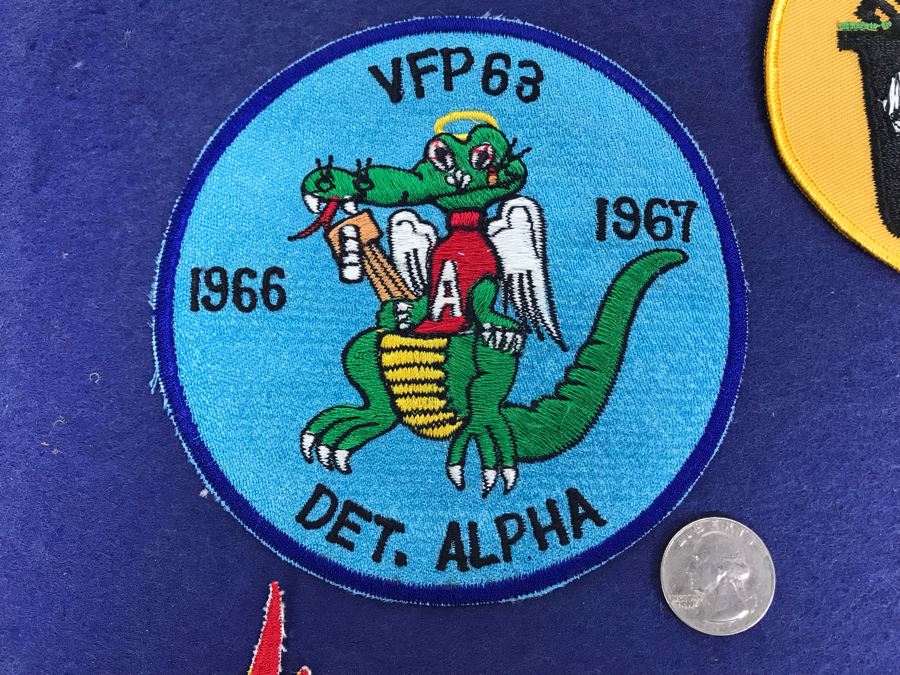 VFP 63
1966
1967
A
DET. ALPHA